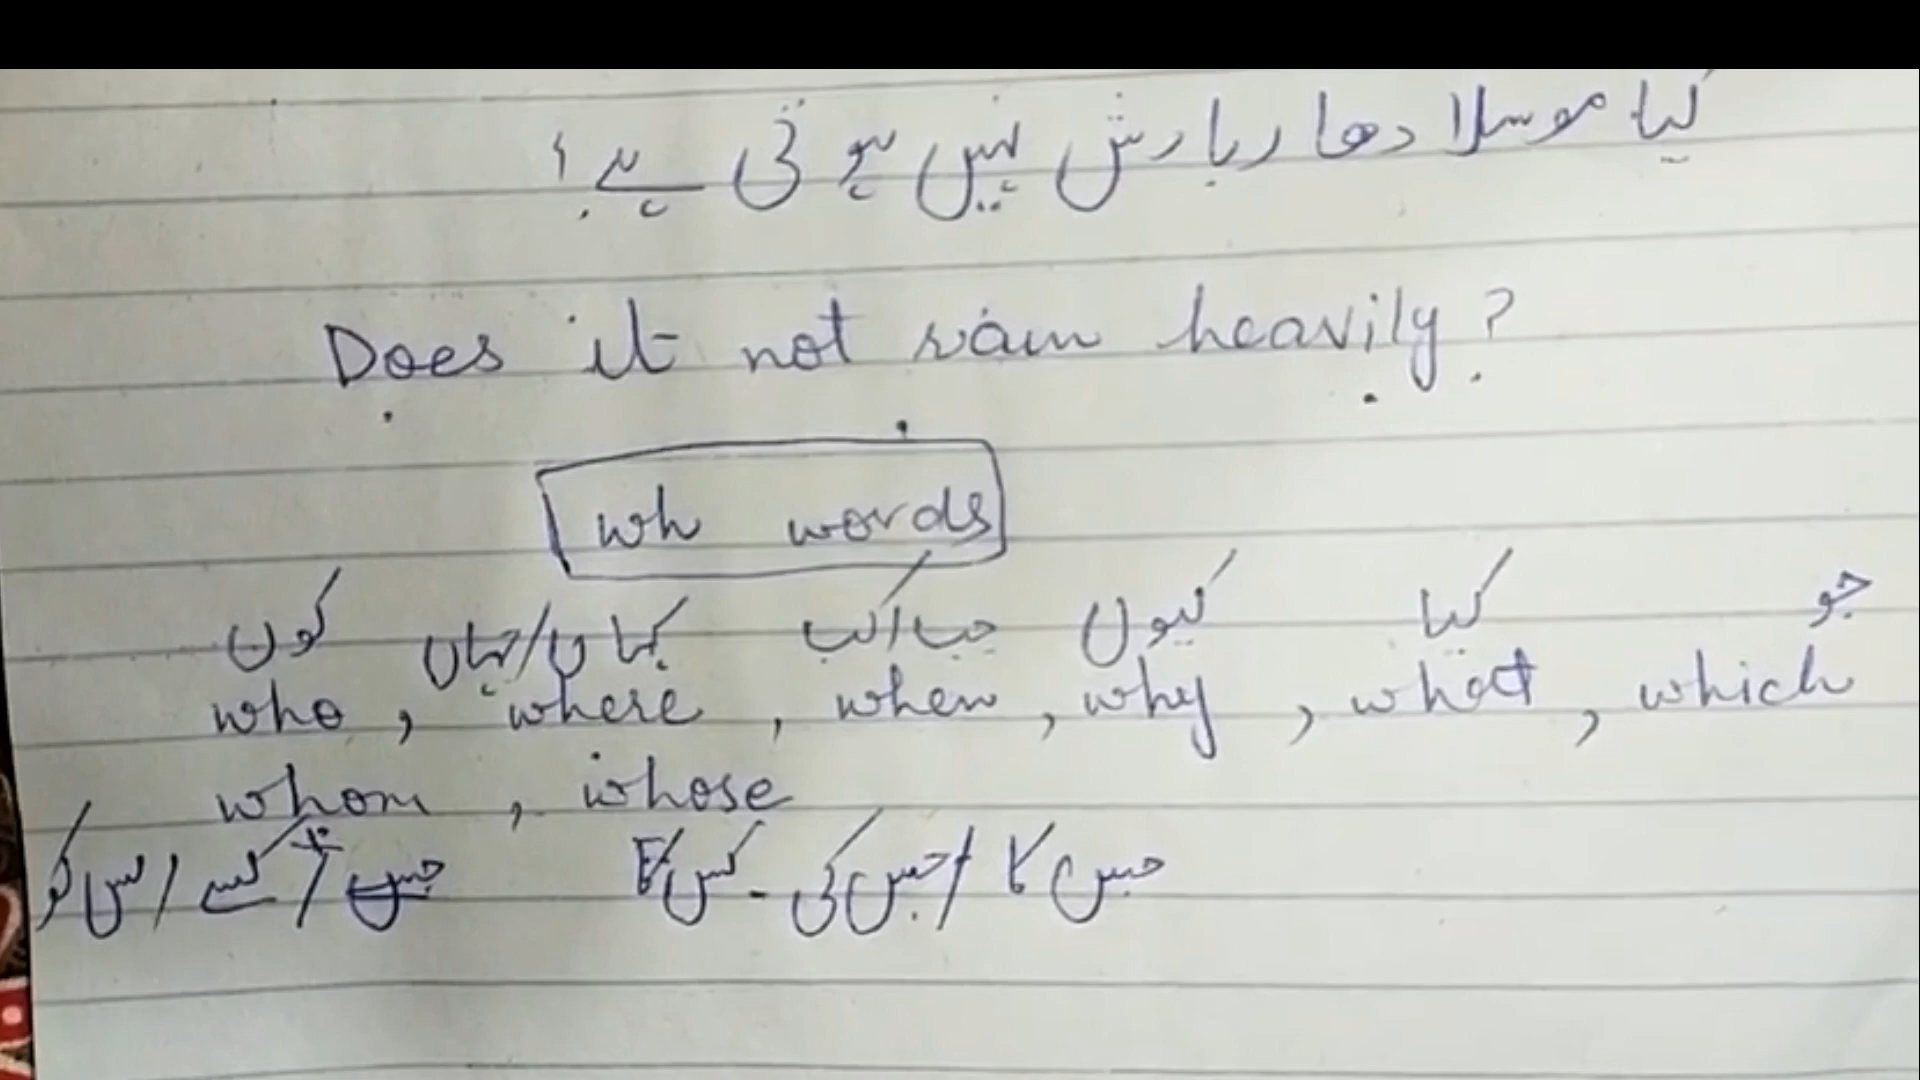 کیا موسلا دھار بارش نہیں ہوتی ہے؟
Does it not rain heavily?
wh words
کون کہاں/جہاں جب/کب کیوں کیا جو
who, where, when, why, what, which
whom, whose
کسے / کس کو جس کا / جس کی - کس کا